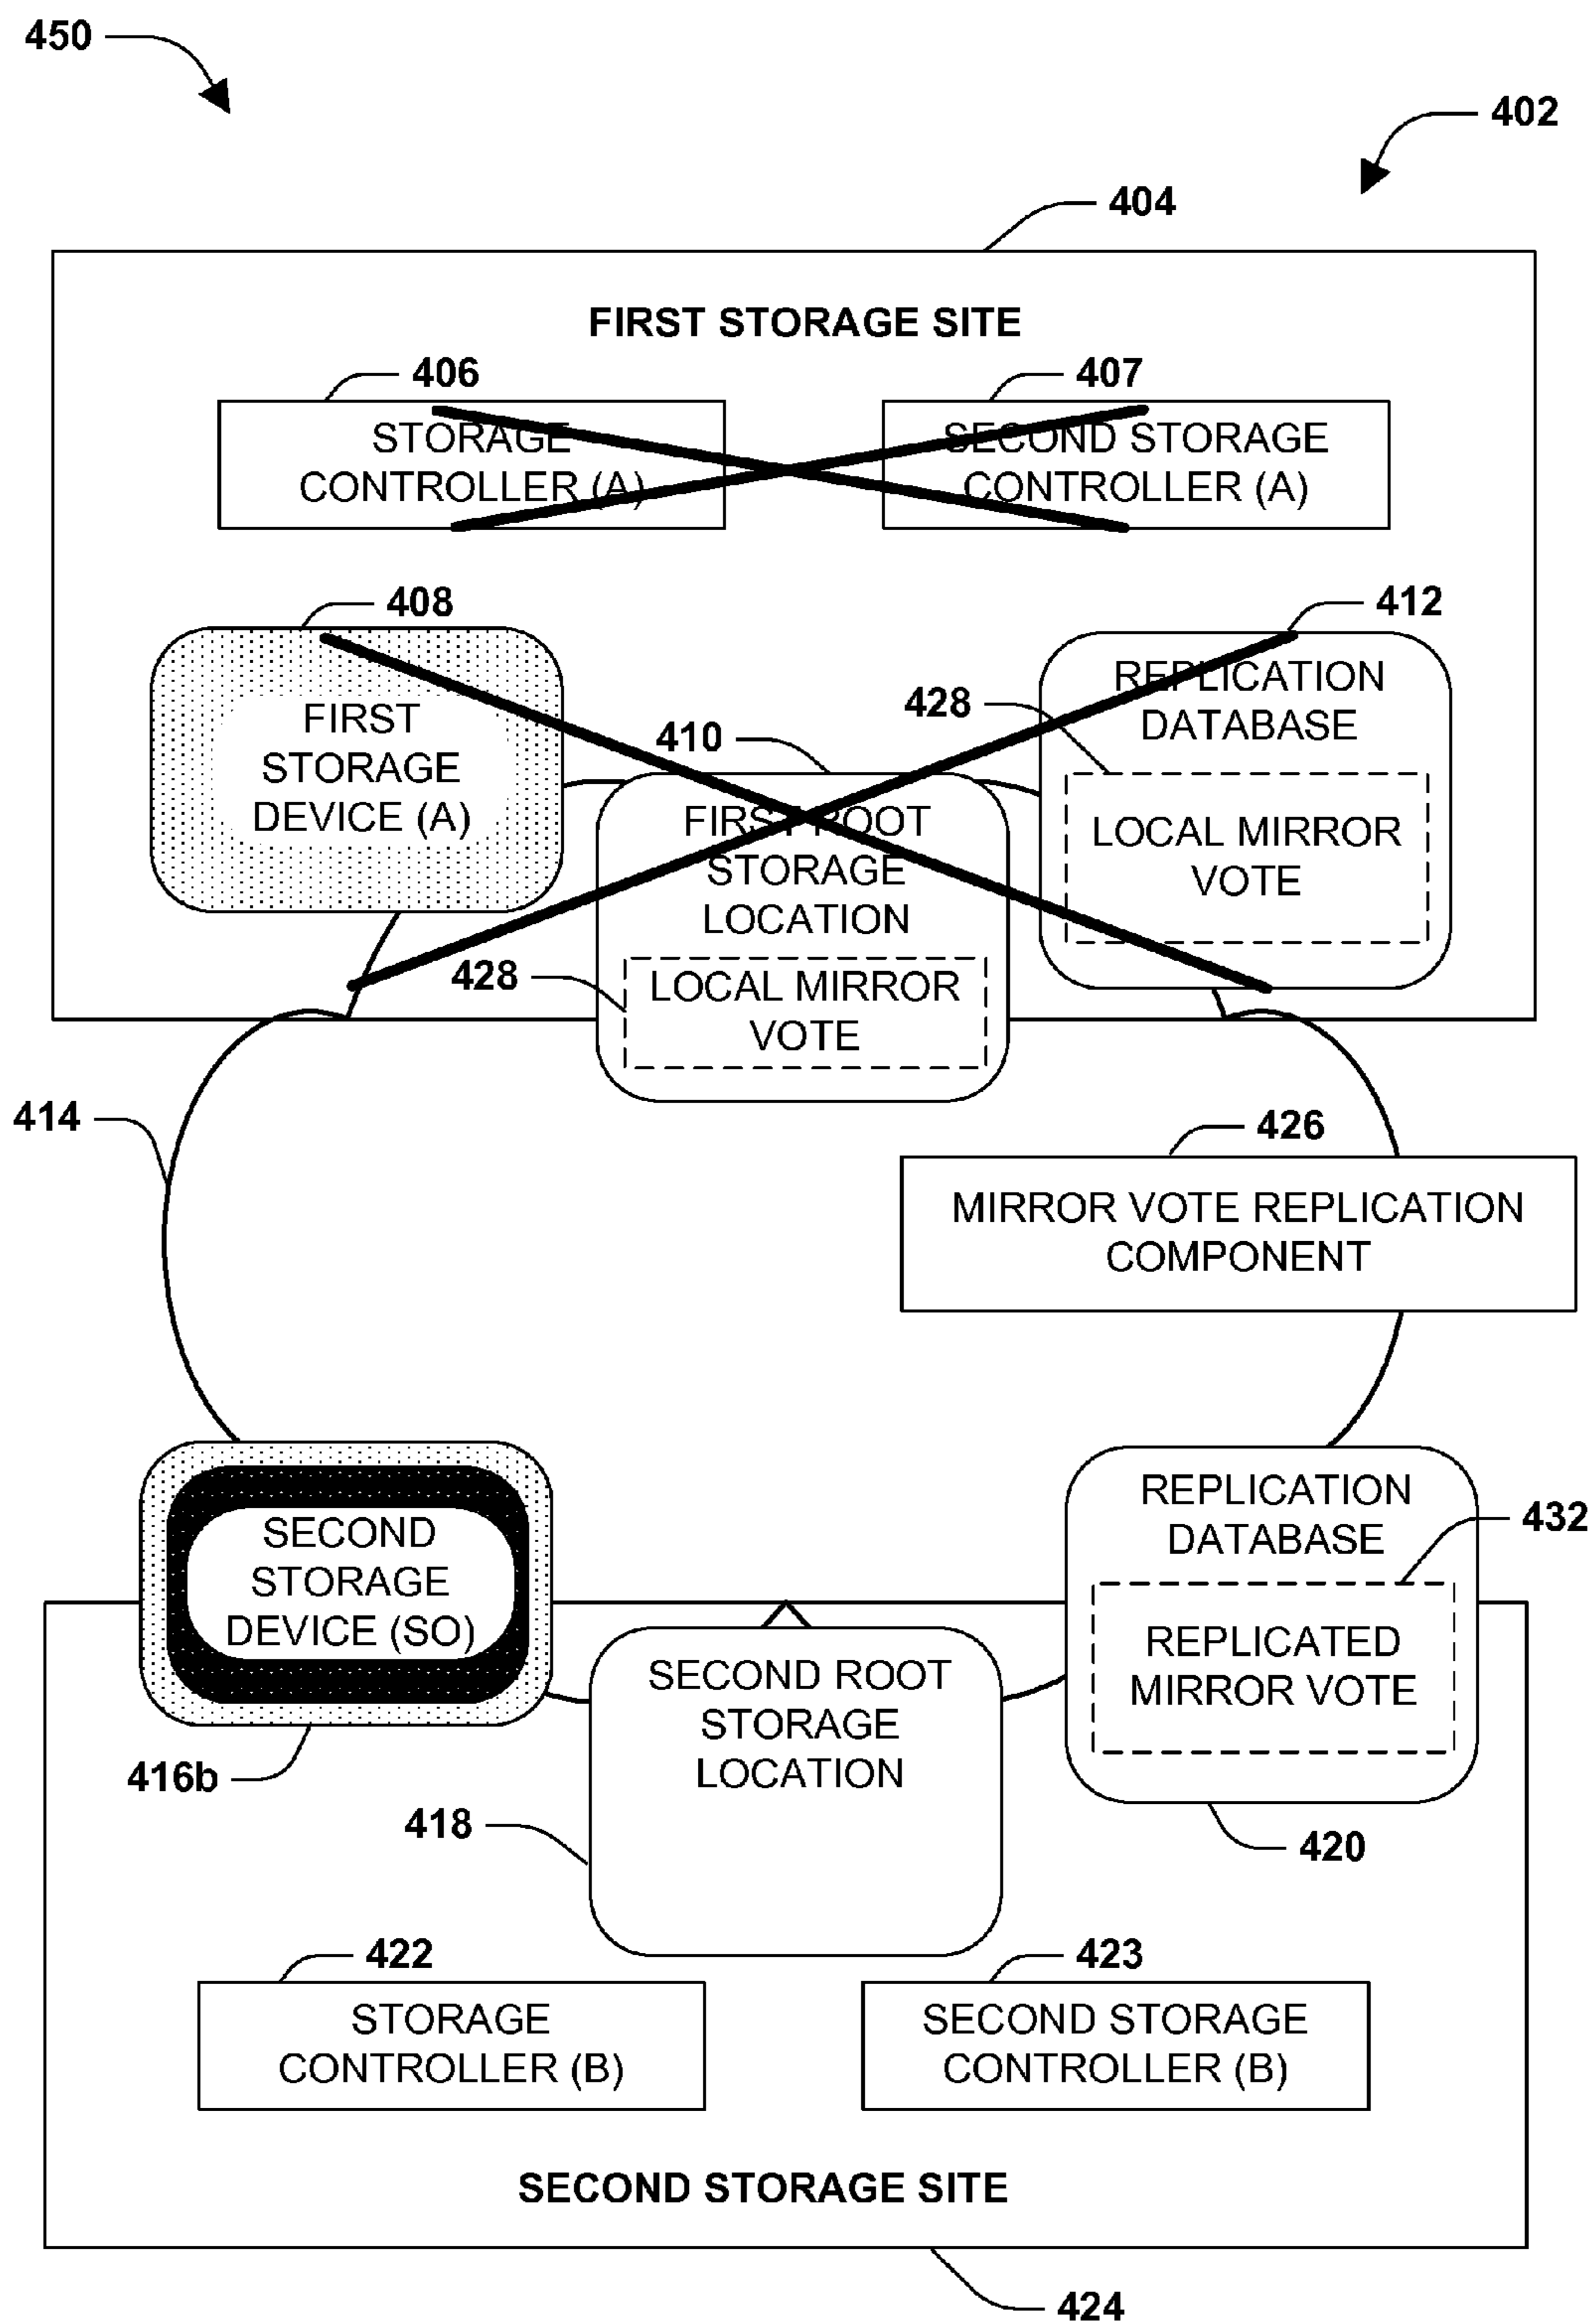 450
402
404
FIRST STORAGE SITE
406
407
STORAGE
CONTROLLER (A)
SECOND STORAGE
CONTROLLER (A)
408
412
FIRST
STORAGE
DEVICE (A)
REPLICATION
DATABASE
428
LOCAL MIRROR
VOTE
410
FIRST ROOT
STORAGE
LOCATION
428
LOCAL MIRROR
VOTE
414
426
MIRROR VOTE REPLICATION
COMPONENT
SECOND
STORAGE
DEVICE (SO)
416b
REPLICATION
DATABASE
432
REPLICATED
MIRROR VOTE
420
SECOND ROOT
STORAGE
LOCATION
418
422
423
STORAGE
CONTROLLER (B)
SECOND STORAGE
CONTROLLER (B)
SECOND STORAGE SITE
424